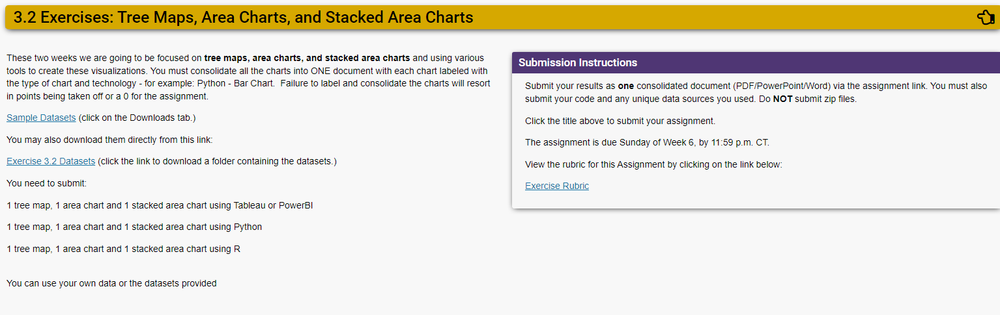 3.2 Exercises: Tree Maps, Area Charts, and Stacked Area Charts
These two weeks we are going to be focused on tree maps, area charts, and stacked area charts and using various
tools to create these visualizations. You must consolidate all the charts into ONE document with each chart labeled with
the type of chart and technology - for example: Python - Bar Chart.  Failure to label and consolidate the charts will resort
in points being taken off or a 0 for the assignment.
Sample Datasets (click on the Downloads tab.)
You may also download them directly from this link:
Exercise 3.2 Datasets (click the link to download a folder containing the datasets.)
You need to submit:
1 tree map, 1 area chart and 1 stacked area chart using Tableau or PowerBI
1 tree map, 1 area chart and 1 stacked area chart using Python
1 tree map, 1 area chart and 1 stacked area chart using R
You can use your own data or the datasets provided
Submission Instructions
Submit your results as one consolidated document (PDF/PowerPoint/Word) via the assignment link. You must also
submit your code and any unique data sources you used. Do NOT submit zip files.
Click the title above to submit your assignment.
The assignment is due Sunday of Week 6, by 11:59 p.m. CT.
View the rubric for this Assignment by clicking on the link below:
Exercise Rubric